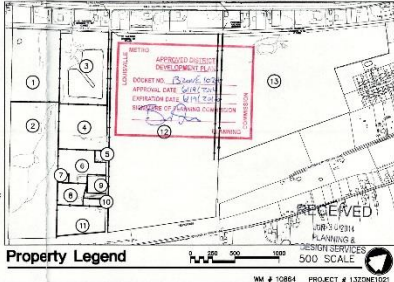 1
2
3
4
5
6
7
8
9
10
11
12
13
LOUISVILLE
METRO
APPROVED DISTRICT
DEVELOPMENT PLAN
DOCKET NO.
APPROVAL DATE
EXPIRATION DATE
SIGNATURE OF PLANNING COMMISSION
PLANNING
COMMISSION
RECEIVED
PLANNING &
DESIGN SERVICES
Property Legend
0 250 500 1000
500 SCALE
WM # 10864 PROJECT # 13ZONE1021